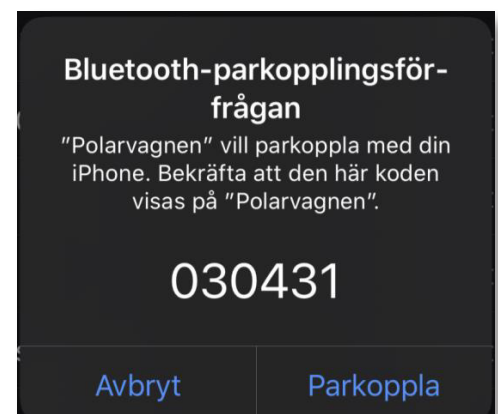 Bluetooth-parkopplingsför-
frågan
"Polarvagnen" vill parkoppla med din
iPhone. Bekräfta att den här koden
visas på "Polarvagnen".
030431
Avbryt
Parkoppla